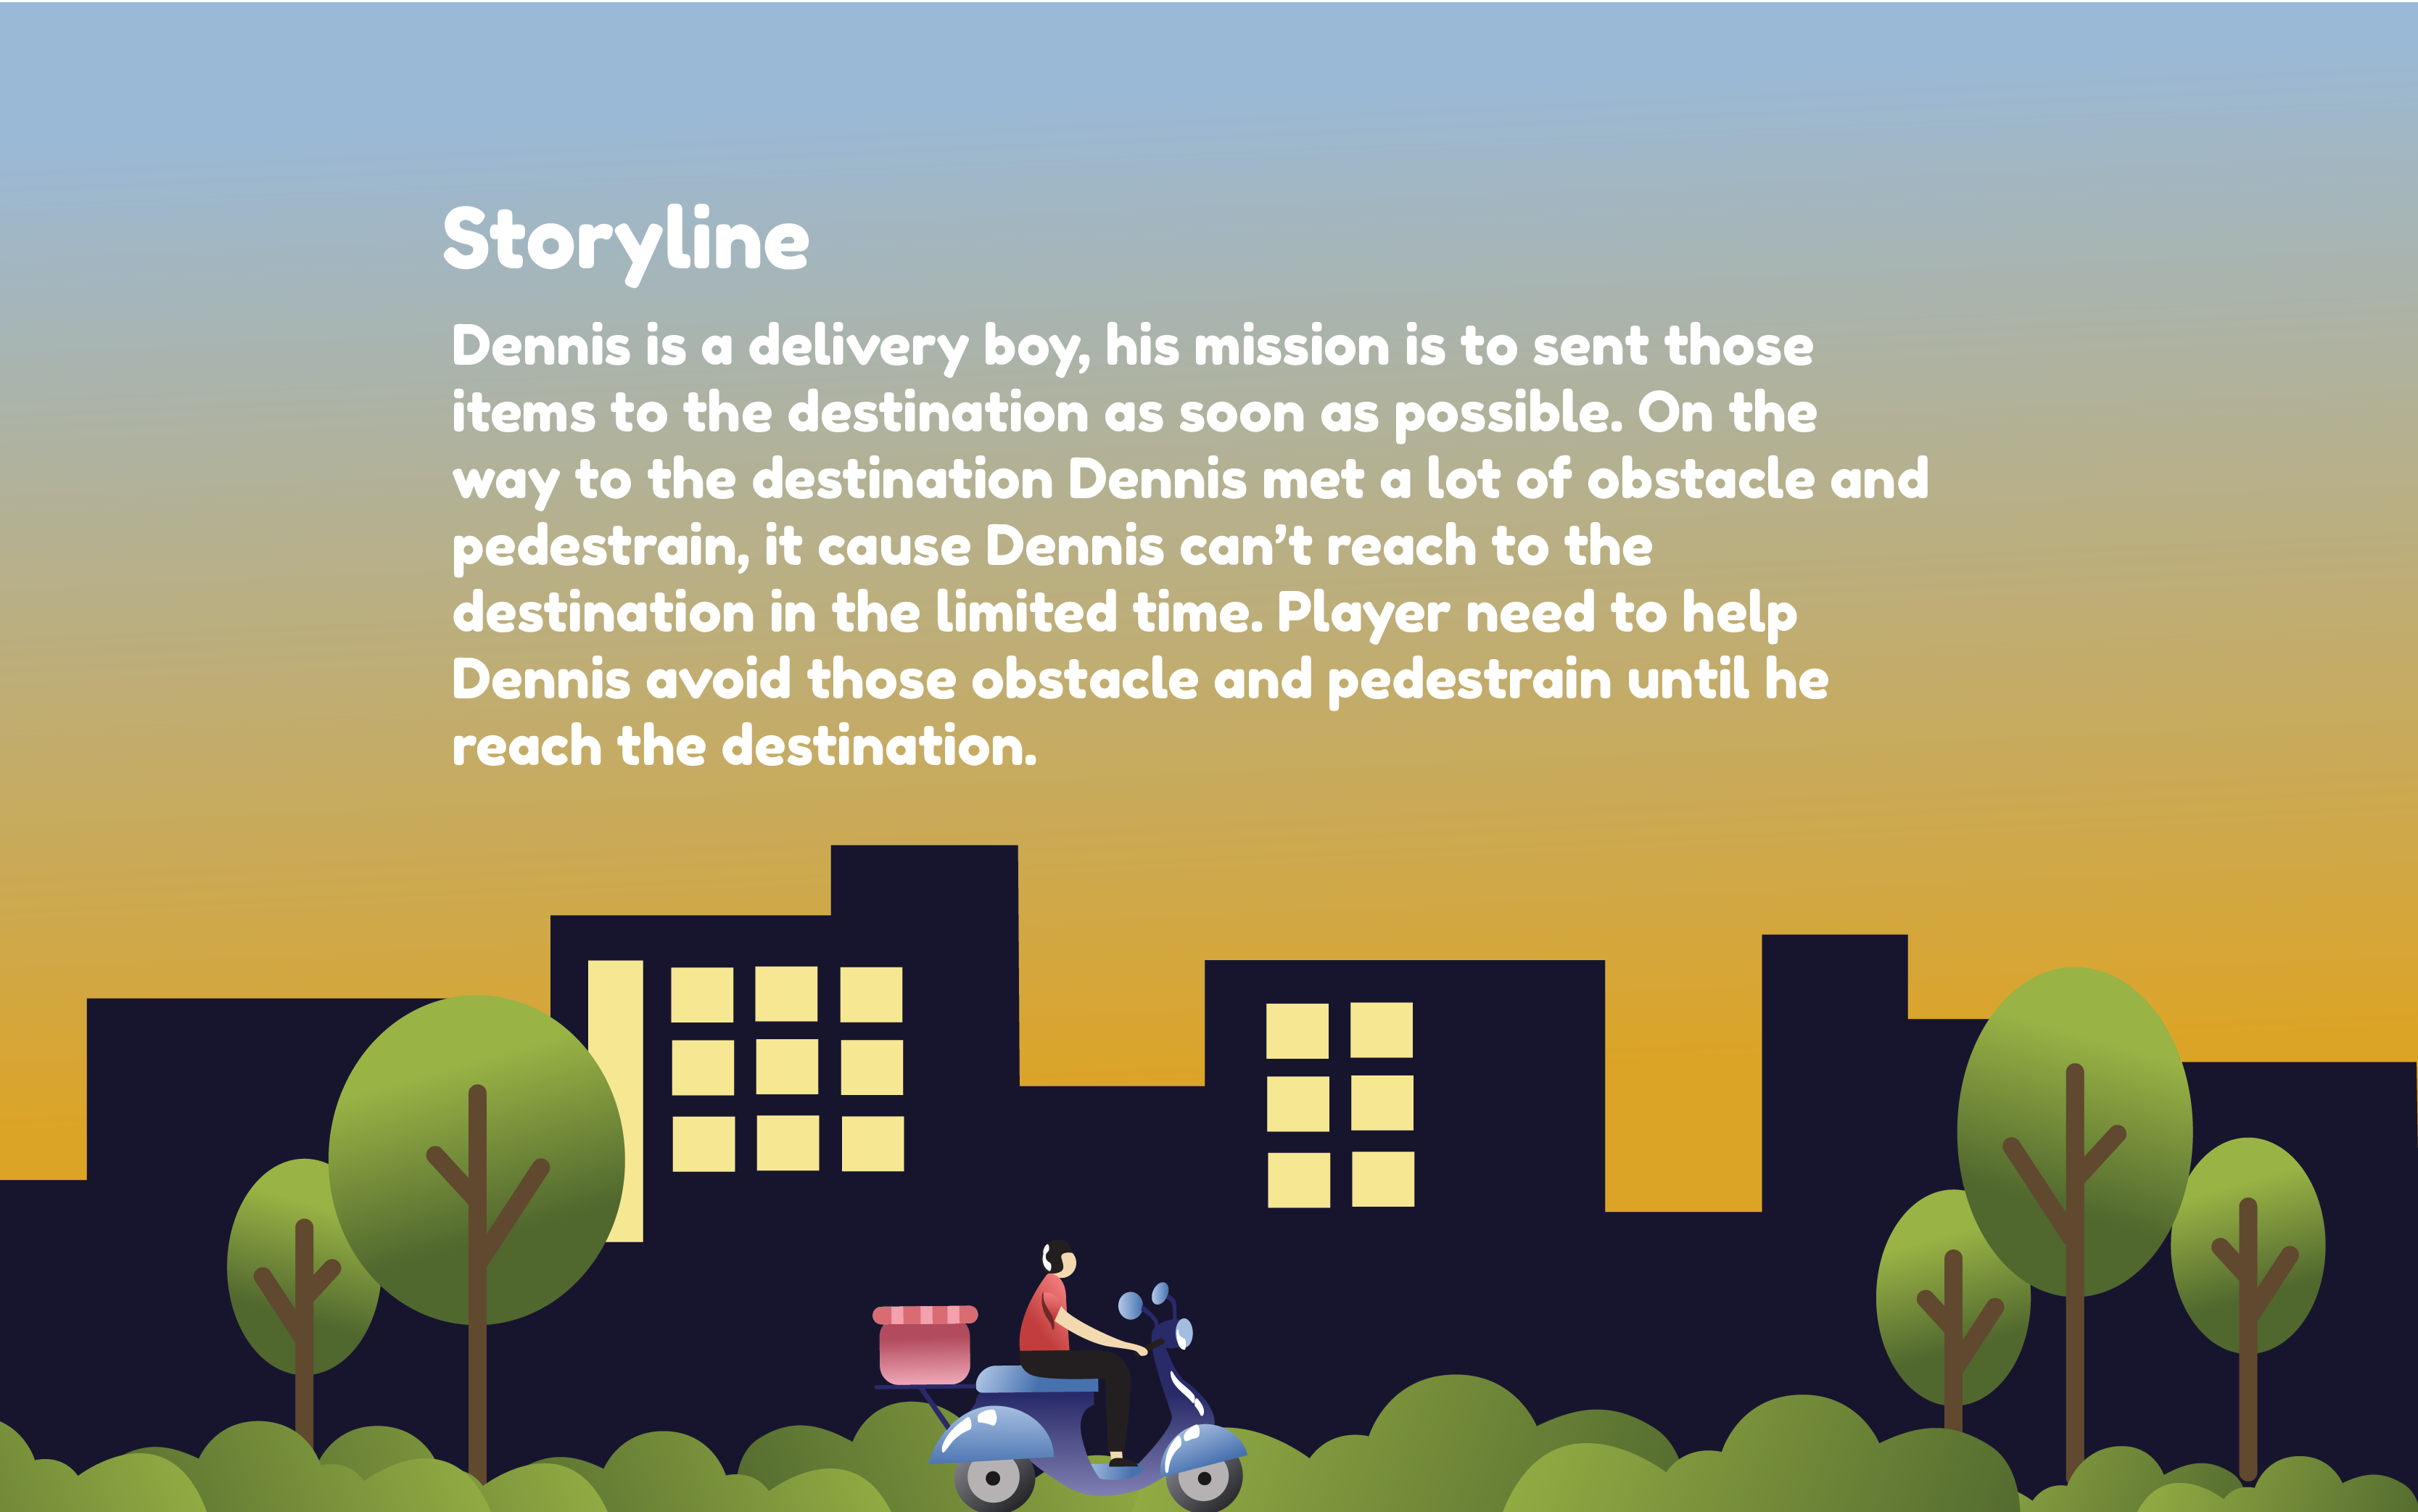 Storyline
Dennis is a delivery boy, his mission is to sent those
items to the destination as soon as possible. On the
way to the destination Dennis met a lot of obstacle and
pedestrain, it cause Dennis can’t reach to the
destination in the limited time. Player need to help
Dennis avoid those obstacle and pedestrain until he
reach the destination.